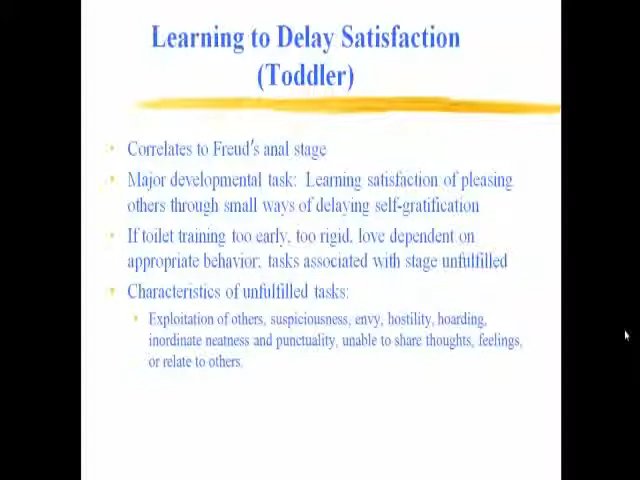 Learning to Delay Satisfaction
(Toddler)
Correlates to Freud's anal stage
Major developmental task: Learning satisfaction of pleasing
others through small ways of delaying self-gratification
If toilet training too early, too rigid, love dependent on
appropriate behavior; tasks associated with stage unfulfilled
Characteristics of unfulfilled tasks:
Exploitation of others, suspiciousness, envy, hostility, hoarding,
inordinate neatness and punctuality, unable to share thoughts, feelings,
or relate to others.